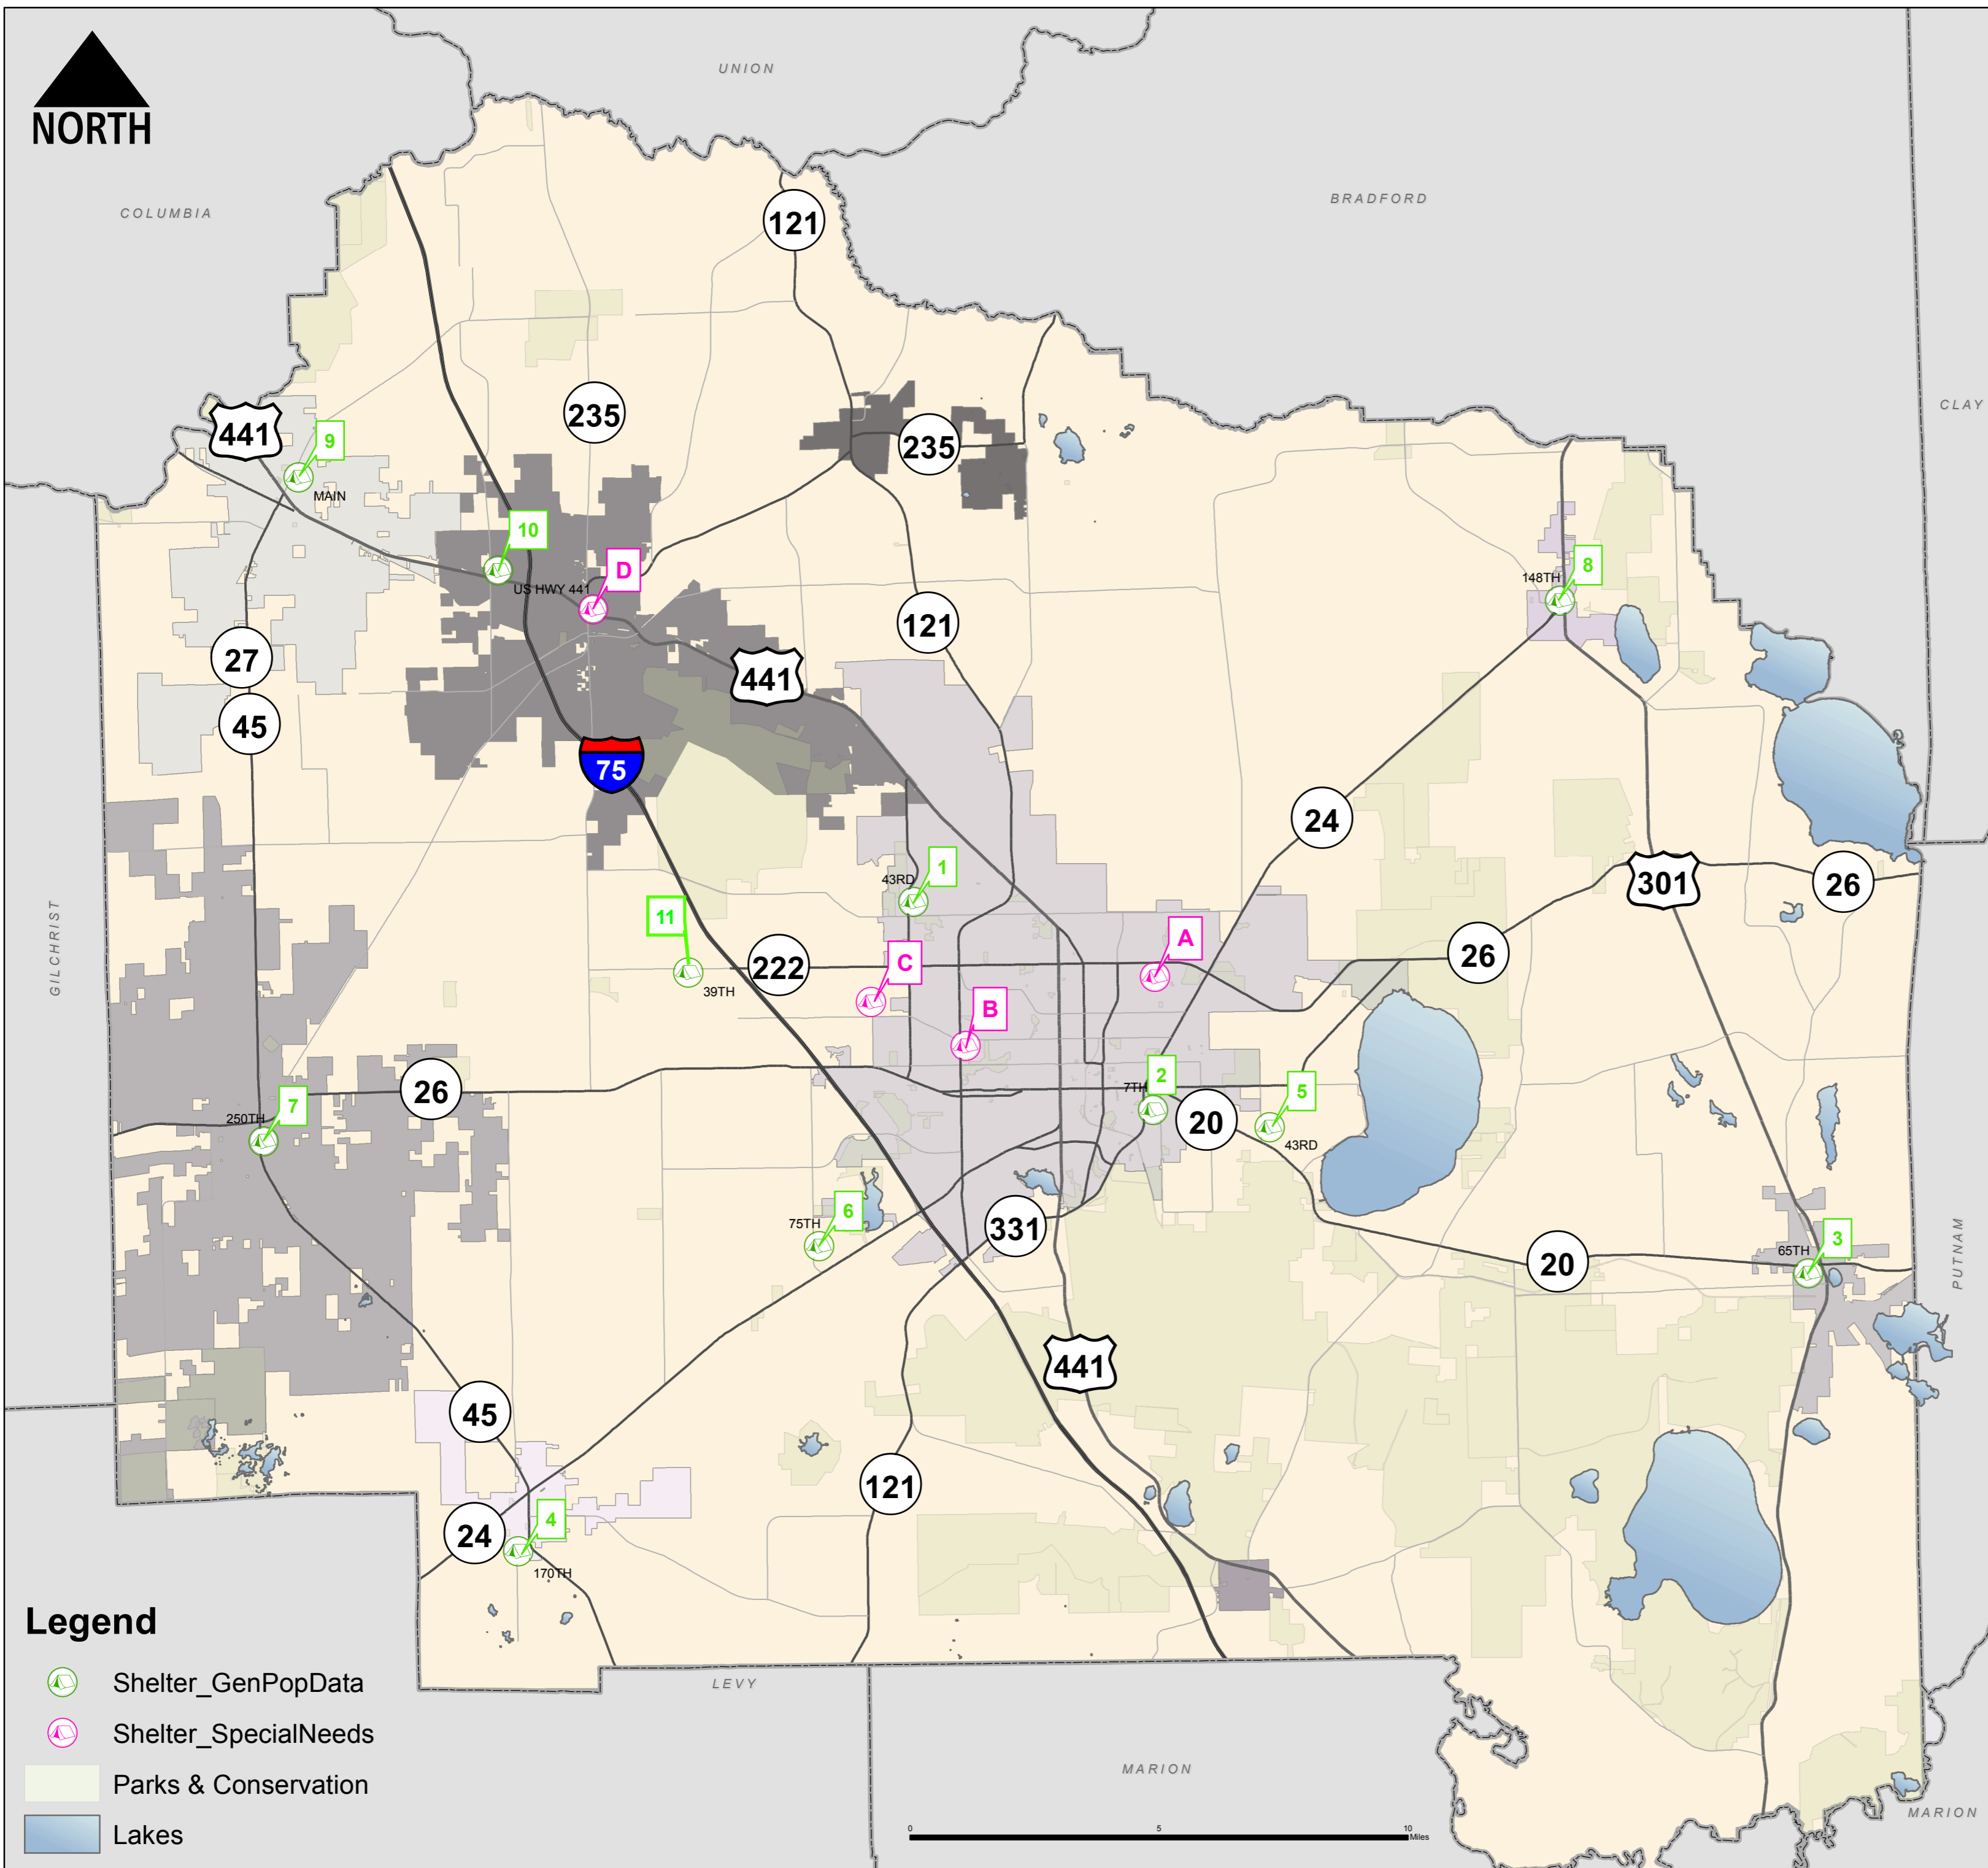 UNION
NORTH
BRADFORD
COLUMBIA
121
CLAY
235
441
9
235
MAIN
10
D
8
148TH
US HWY 441
121
27
441
45
75
24
1
43RD
301
26
11
A
26
GILCHRIST
C
222
39TH
B
2
7TH
26
5
7
250TH
20
43RD
6
75TH
331
3
65TH
PUTNAM
20
441
45
121
4
24
170TH
Legend
Shelter_GenPopData
LEVY
Shelter_SpecialNeeds
MARION
Parks & Conservation
MARION
Lakes
0 5 10
Miles